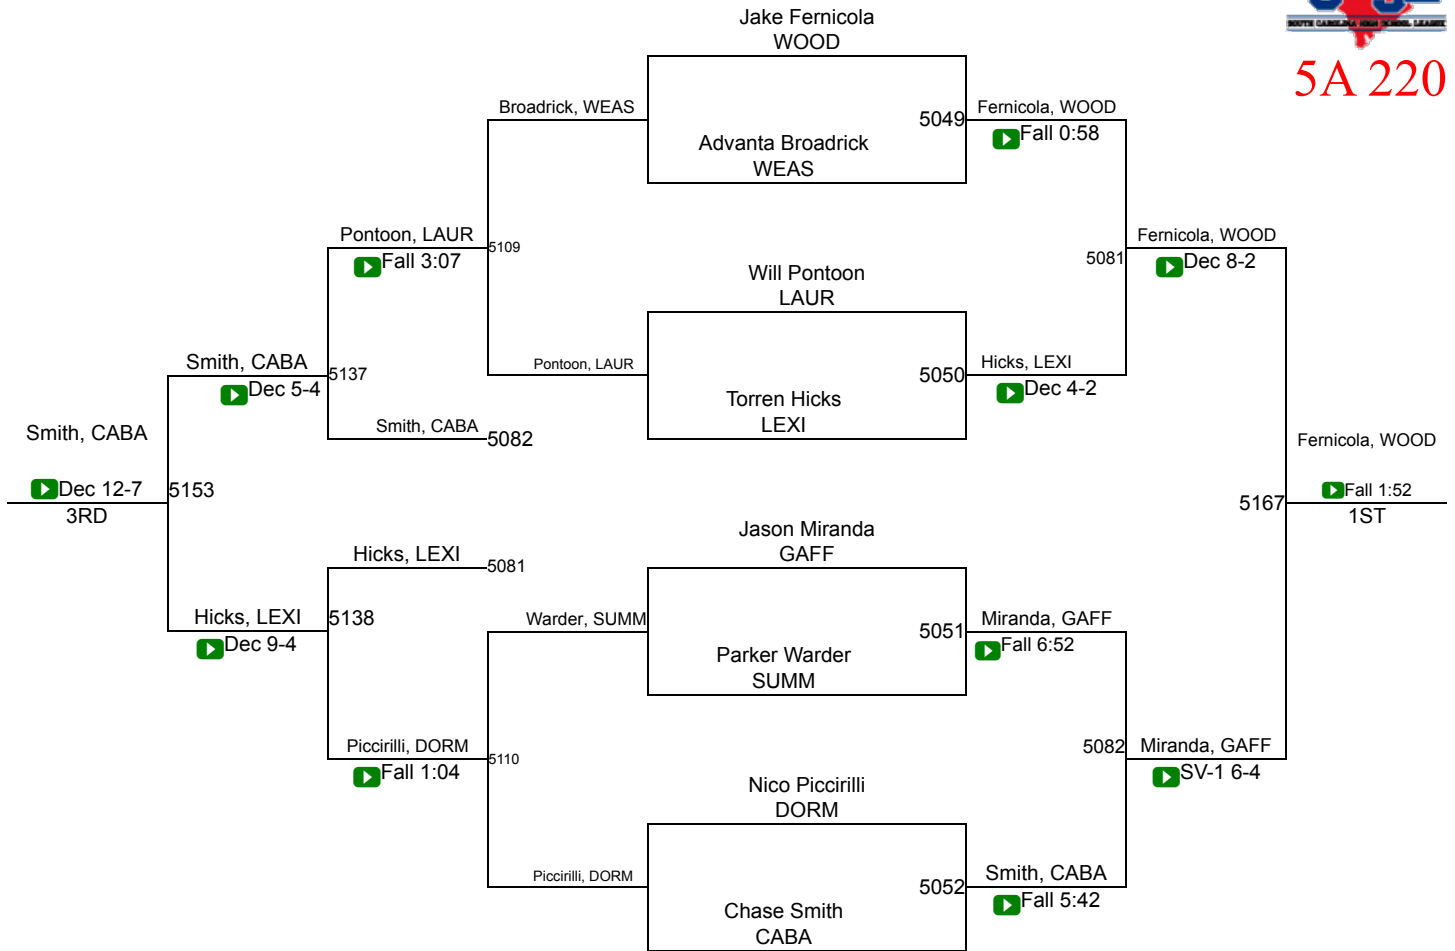 SOUTH CAROLINA HIGH SCHOOL LEAGUE
5A 220
Jake Fernicola
WOOD
Broadrick, WEAS
5049
Fernicola, WOOD
Fall 0:58
Advanta Broadrick
WEAS
Pontoon, LAUR
Fall 3:07
5109
Fernicola, WOOD
Dec 8-2
5081
Will Pontoon
LAUR
Smith, CABA
Dec 5-4
5137
Pontoon, LAUR
5050
Hicks, LEXI
Dec 4-2
Torren Hicks
LEXI
Smith, CABA
5082
Smith, CABA
Dec 12-7
3RD
5153
Fernicola, WOOD
5167
Fall 1:52
1ST
Jason Miranda
GAFF
Hicks, LEXI
5081
Hicks, LEXI
Dec 9-4
5138
Warder, SUMM
5051
Miranda, GAFF
Fall 6:52
Parker Warder
SUMM
Piccirilli, DORM
Fall 1:04
5110
5082
Miranda, GAFF
SV-1 6-4
Nico Piccirilli
DORM
Piccirilli, DORM
5052
Smith, CABA
Fall 5:42
Chase Smith
CABA